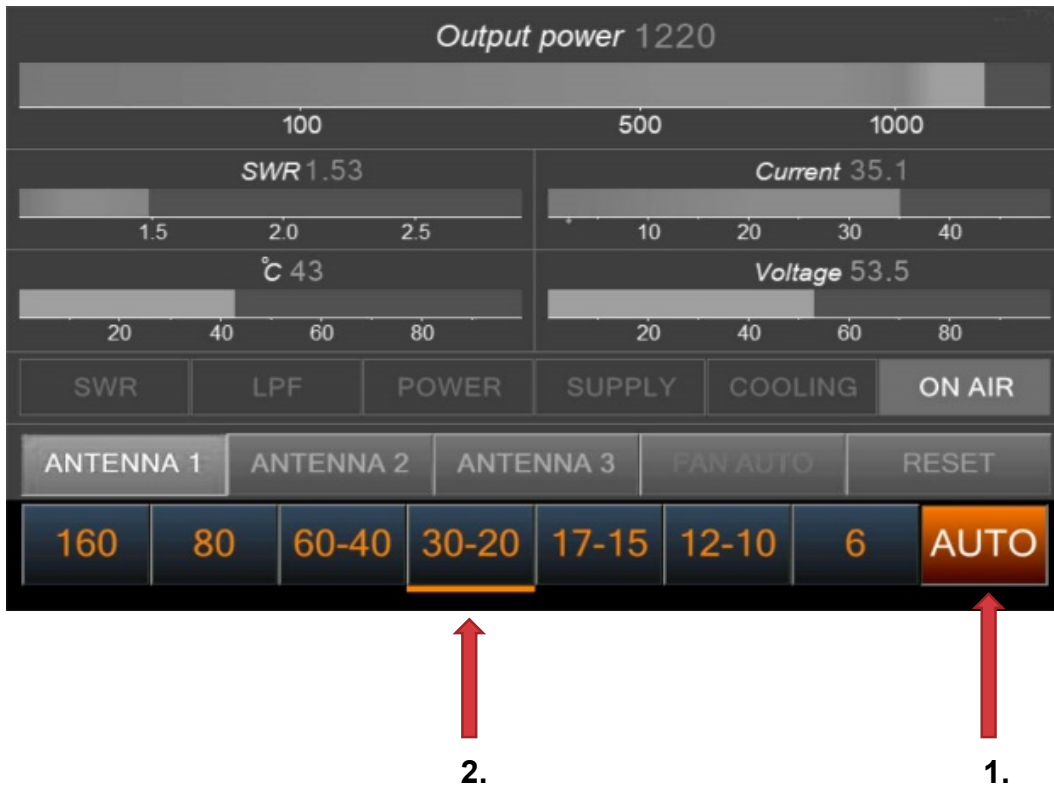 Output power 1220
100 500 1000
SWR 1.53 Current 35.1
1.5 2.0 2.5 10 20 30 40
°C 43 Voltage 53.5
20 40 60 80 20 40 60 80
SWR LPF POWER SUPPLY COOLING ON AIR
ANTENNA 1 ANTENNA 2 ANTENNA 3 FAN AUTO RESET
160 80 60-40 30-20 17-15 12-10 6 AUTO
2. 1.